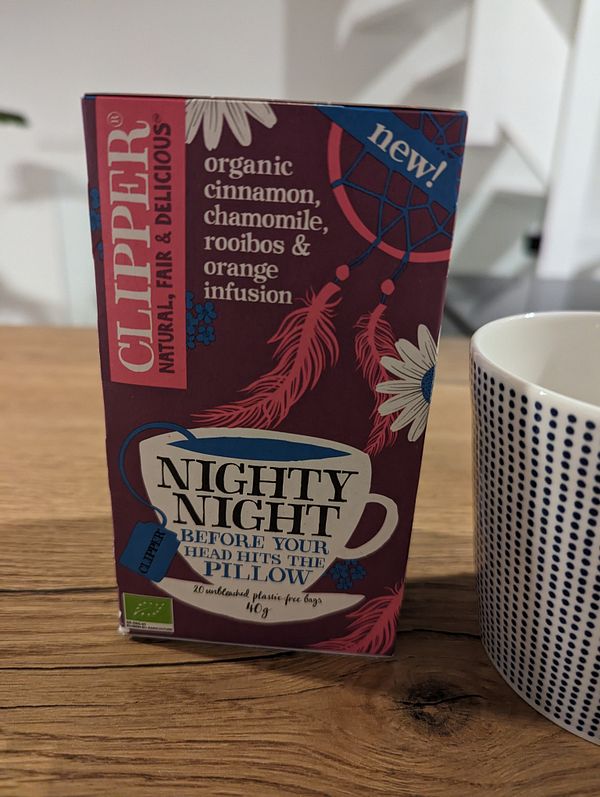 CLIPPER®
NATURAL, FAIR & DELICIOUS
new!
organic
cinnamon,
chamomile,
rooibos &
orange
infusion
NIGHTY
NIGHT
BEFORE YOUR
HEAD HITS THE
PILLOW
CLIPPER
20 unbleached plastic-free bags
40g